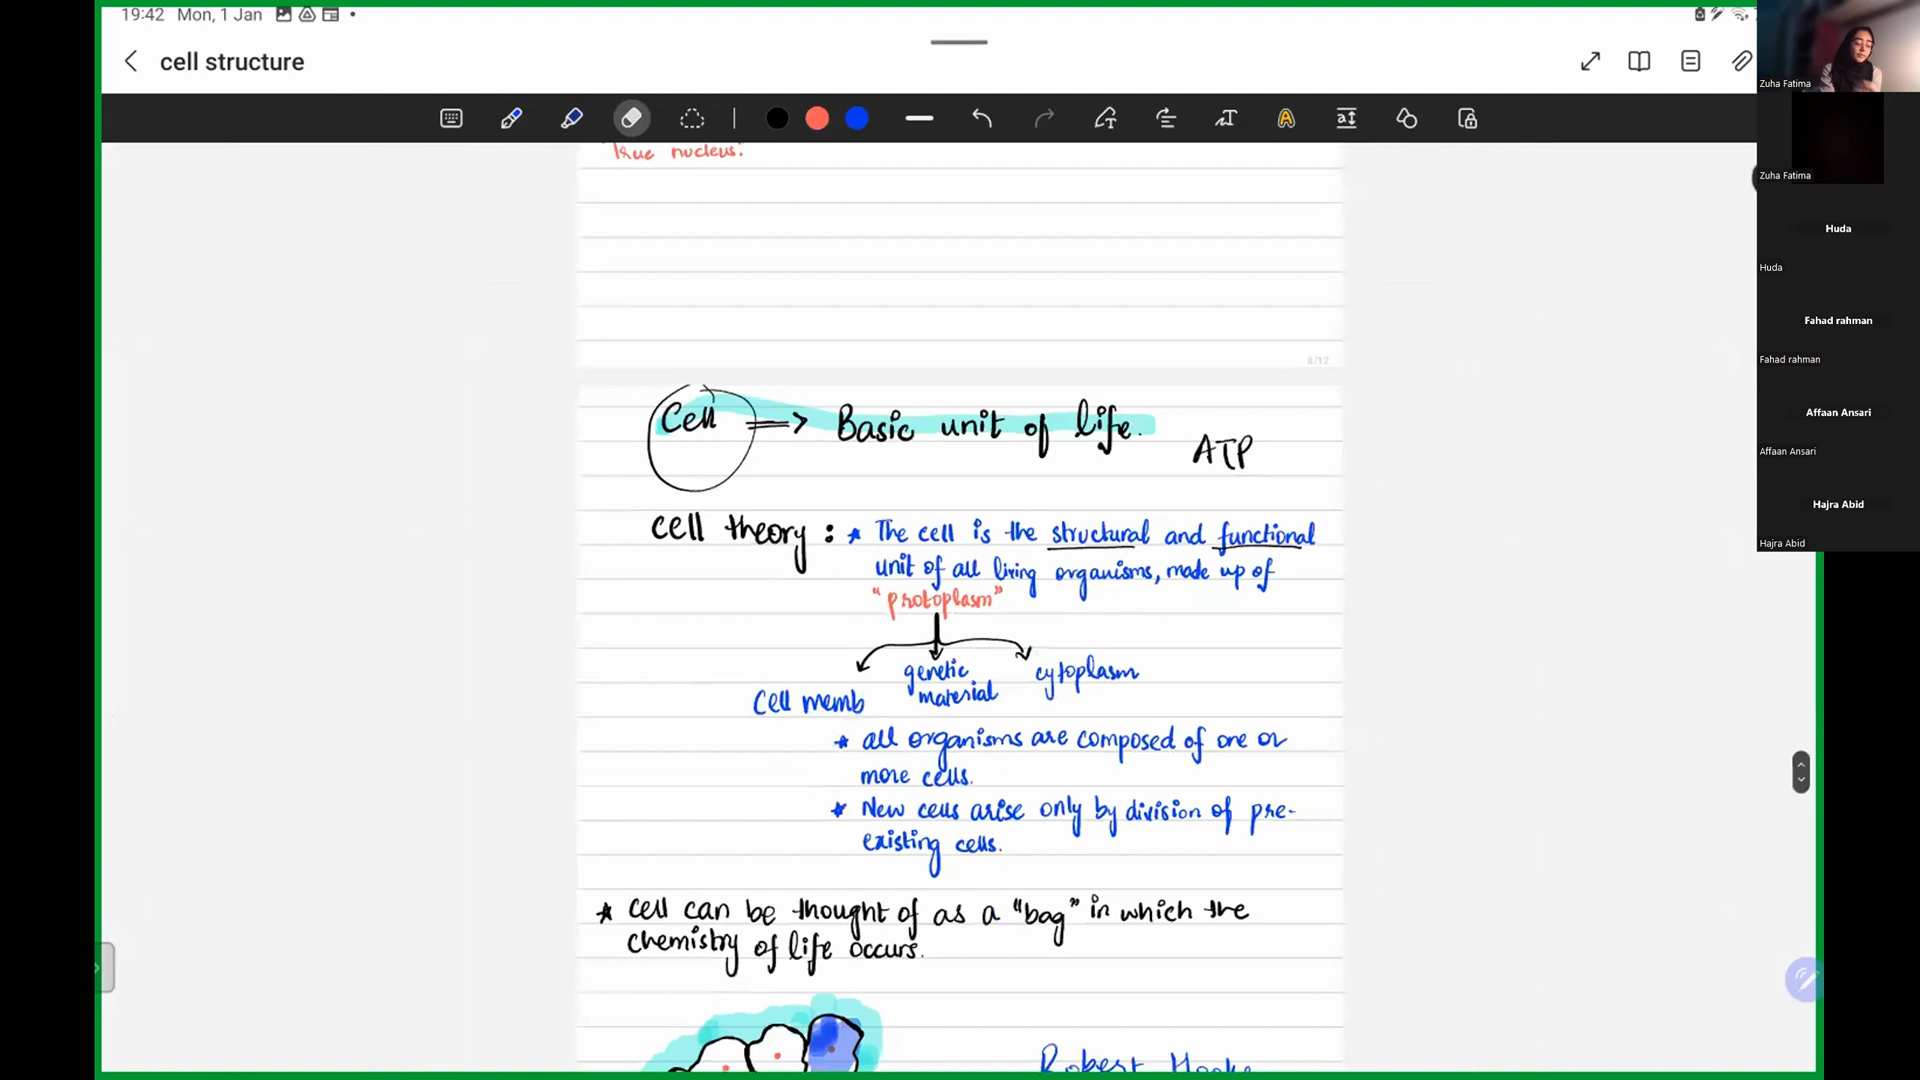 19:42 Mon, 1 Jan
cell structure
"True nucleus".
8/12
Cell => Basic unit of life.
ATP
cell theory : * The cell is the structural and functional
unit of all living organisms, made up of
"protoplasm"
Cell memb
genetic
material
cytoplasm
* all organisms are composed of one or
more cells.
* New cells arise only by division of pre-
existing cells.
* cell can be thought of as a "bag" in which the
chemistry of life occurs.
Robert Hooke
Zuha Fatima
Zuha Fatima
Huda
Huda
Fahad rahman
Fahad rahman
Affaan Ansari
Affaan Ansari
Hajra Abid
Hajra Abid